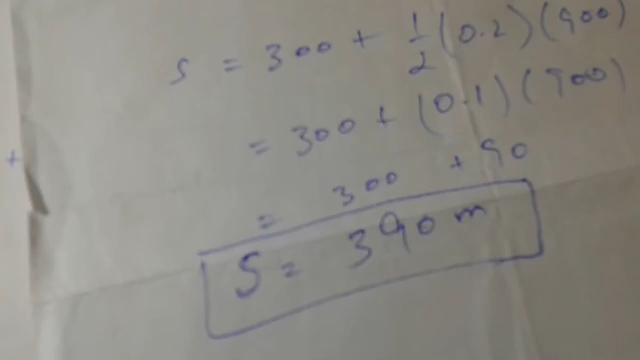 s = 300 + 1/2 (0.2) (900)
= 300 + (0.1) (900)
= 300 + 90
S = 390 m